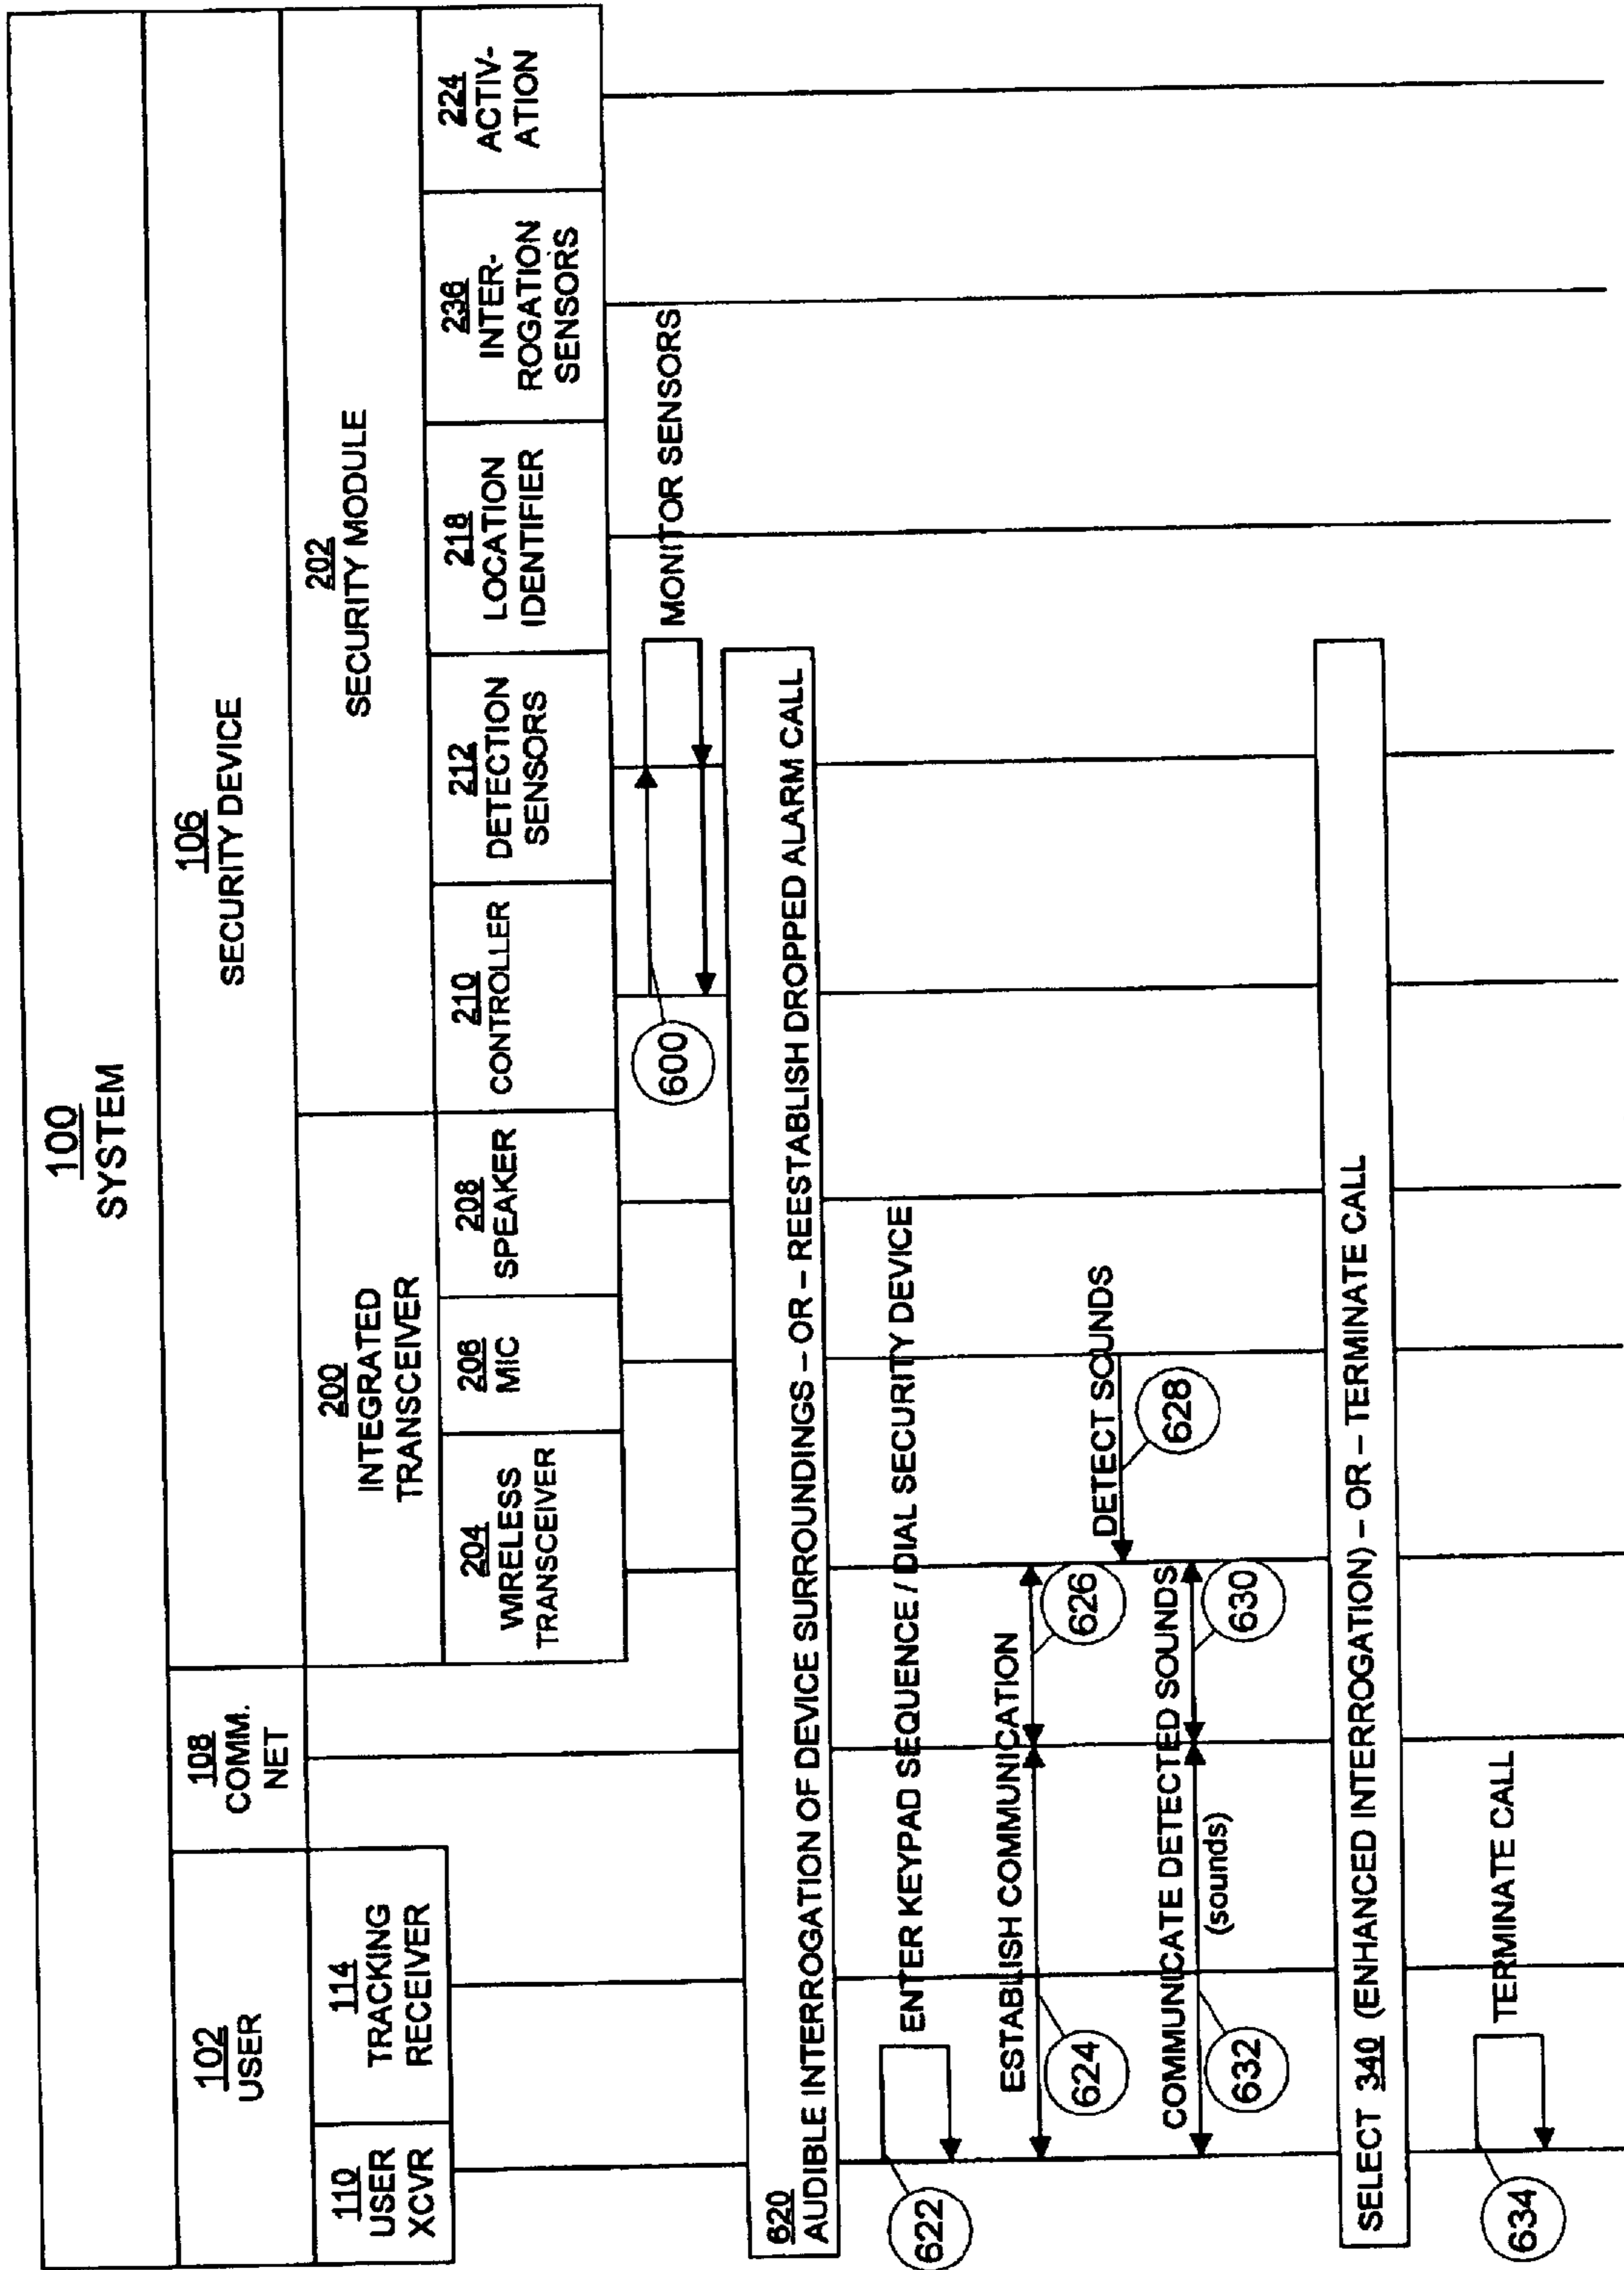 100
SYSTEM
102
USER
108
COMM.
NET
106
SECURITY DEVICE
110
USER
XCVR
114
TRACKING
RECEIVER
200
INTEGRATED
TRANSCEIVER
202
SECURITY MODULE
204
WIRELESS
TRANSCEIVER
206
MIC
208
SPEAKER
210
CONTROLLER
212
DETECTION
SENSORS
218
LOCATION
IDENTIFIER
236
INTER-
ROGATION
SENSORS
224
ACTIV-
ATION
600
MONITOR SENSORS
620
AUDIBLE INTERROGATION OF DEVICE SURROUNDINGS – OR – REESTABLISH DROPPED ALARM CALL
622
ENTER KEYPAD SEQUENCE / DIAL SECURITY DEVICE
ESTABLISH COMMUNICATION
624
626
DETECT SOUNDS
628
COMMUNICATE DETECTED SOUNDS
(sounds)
632
630
SELECT 340 (ENHANCED INTERROGATION) – OR – TERMINATE CALL
TERMINATE CALL
634